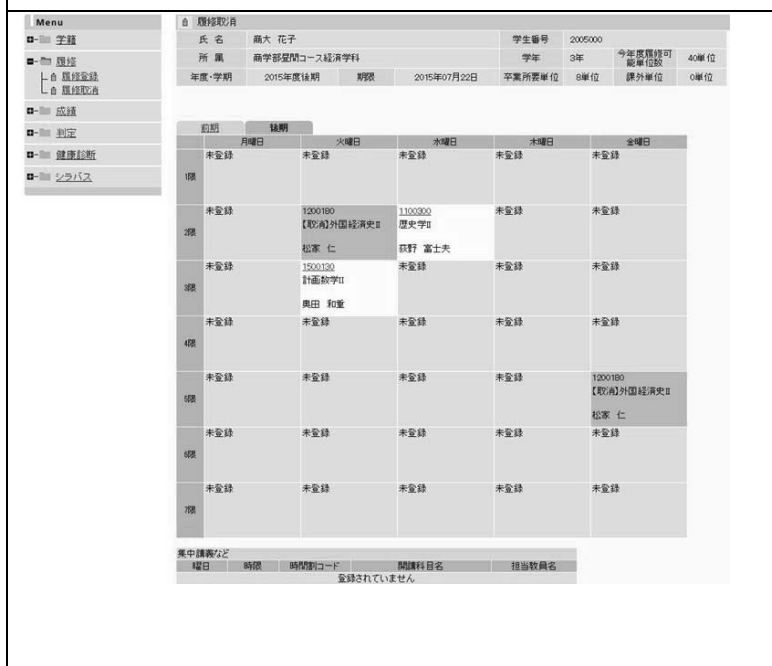 Menu
学籍
履修
履修登録
履修取消
成績
判定
健康診断
シラバス
履修取消
氏 名 商大 花子 学生番号 2005000
所 属 商学部昼間コース経済学科 学年 3年 今年度履修可能単位数 40単位
年度・学期 2015年度後期 期限 2015年07月22日 卒業所要単位 8単位 課外単位 0単位
前期 後期
月曜日 火曜日 水曜日 木曜日 金曜日
1限 未登録 未登録 未登録 未登録 未登録
2限 未登録 1200180 1100300 未登録 未登録
【取消】外国経済史II 歴史学II
松家 仁 荻野 富士夫
3限 未登録 1500130 未登録 未登録 未登録
計画数学II
奥田 和重
4限 未登録 未登録 未登録 未登録 未登録
5限 未登録 未登録 未登録 未登録 1200180
【取消】外国経済史II
松家 仁
6限 未登録 未登録 未登録 未登録 未登録
7限 未登録 未登録 未登録 未登録 未登録
集中講義など
曜日 時限 時間割コード 開講科目名 担当教員名
登録されていません